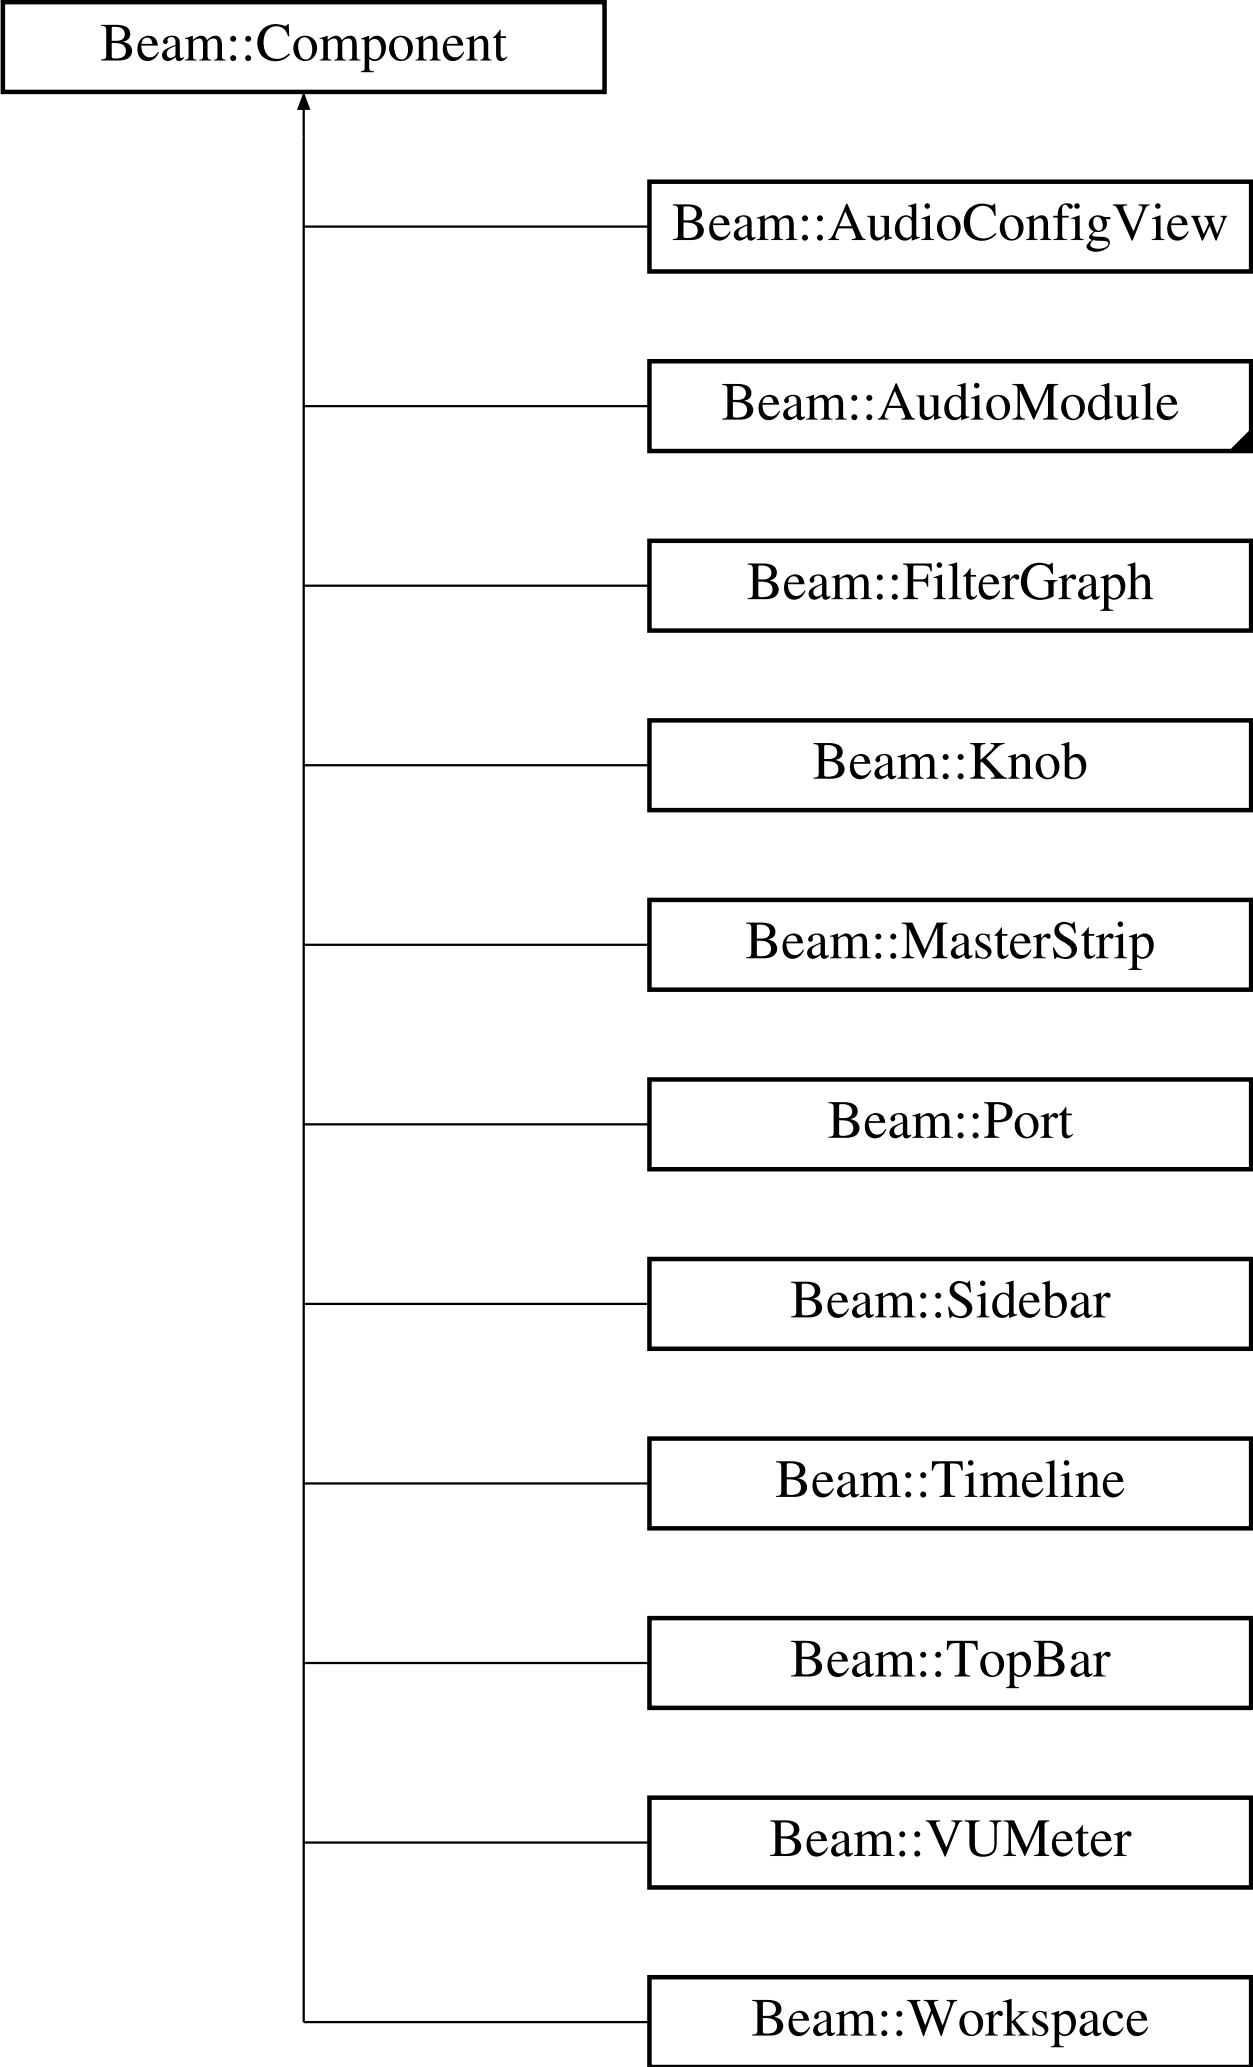 Beam::Component
Beam::AudioConfigView
Beam::AudioModule
Beam::FilterGraph
Beam::Knob
Beam::MasterStrip
Beam::Port
Beam::Sidebar
Beam::Timeline
Beam::TopBar
Beam::VUMeter
Beam::Workspace